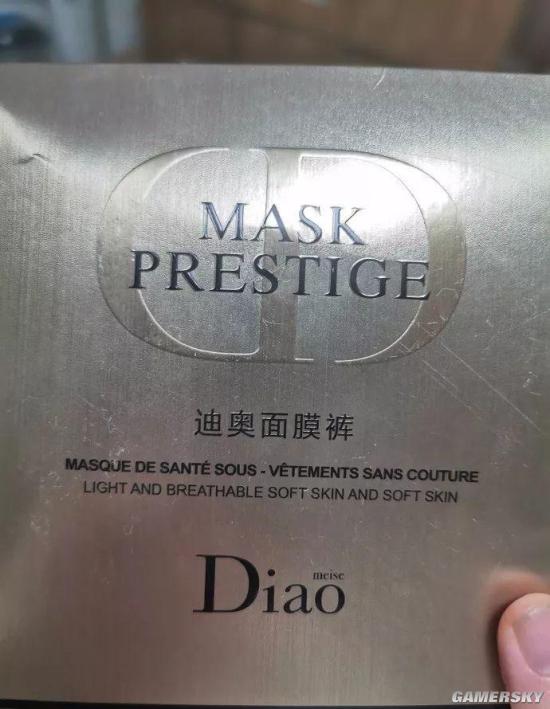 CD
MASK
PRESTIGE
迪奥面膜裤
MASQUE DE SANTÉ SOUS - VÊTEMENTS SANS COUTURE
LIGHT AND BREATHABLE SOFT SKIN AND SOFT SKIN
meise
Diao
GAMERSKY